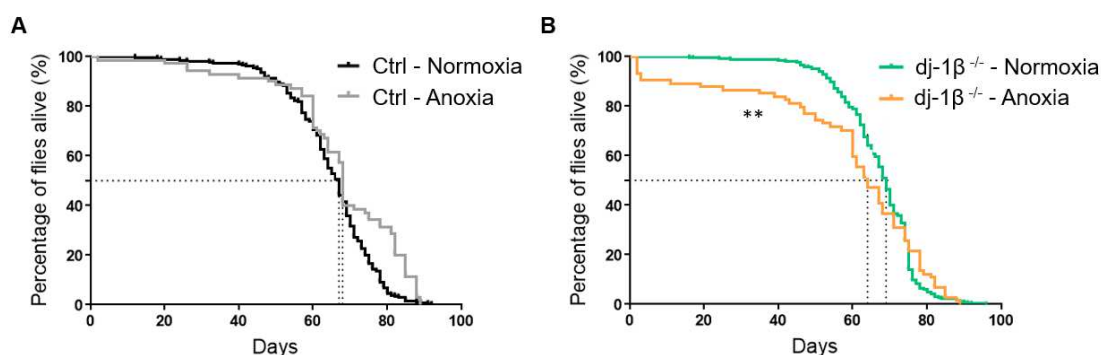 A
Percentage of flies alive (%)
100
80
60
40
20
0
Ctrl - Normoxia
Ctrl - Anoxia
0 20 40 60 80 100
Days
B
Percentage of flies alive (%)
100
80
60
40
20
0
dj-1β -/- - Normoxia
dj-1β -/- - Anoxia
**
0 20 40 60 80 100
Days